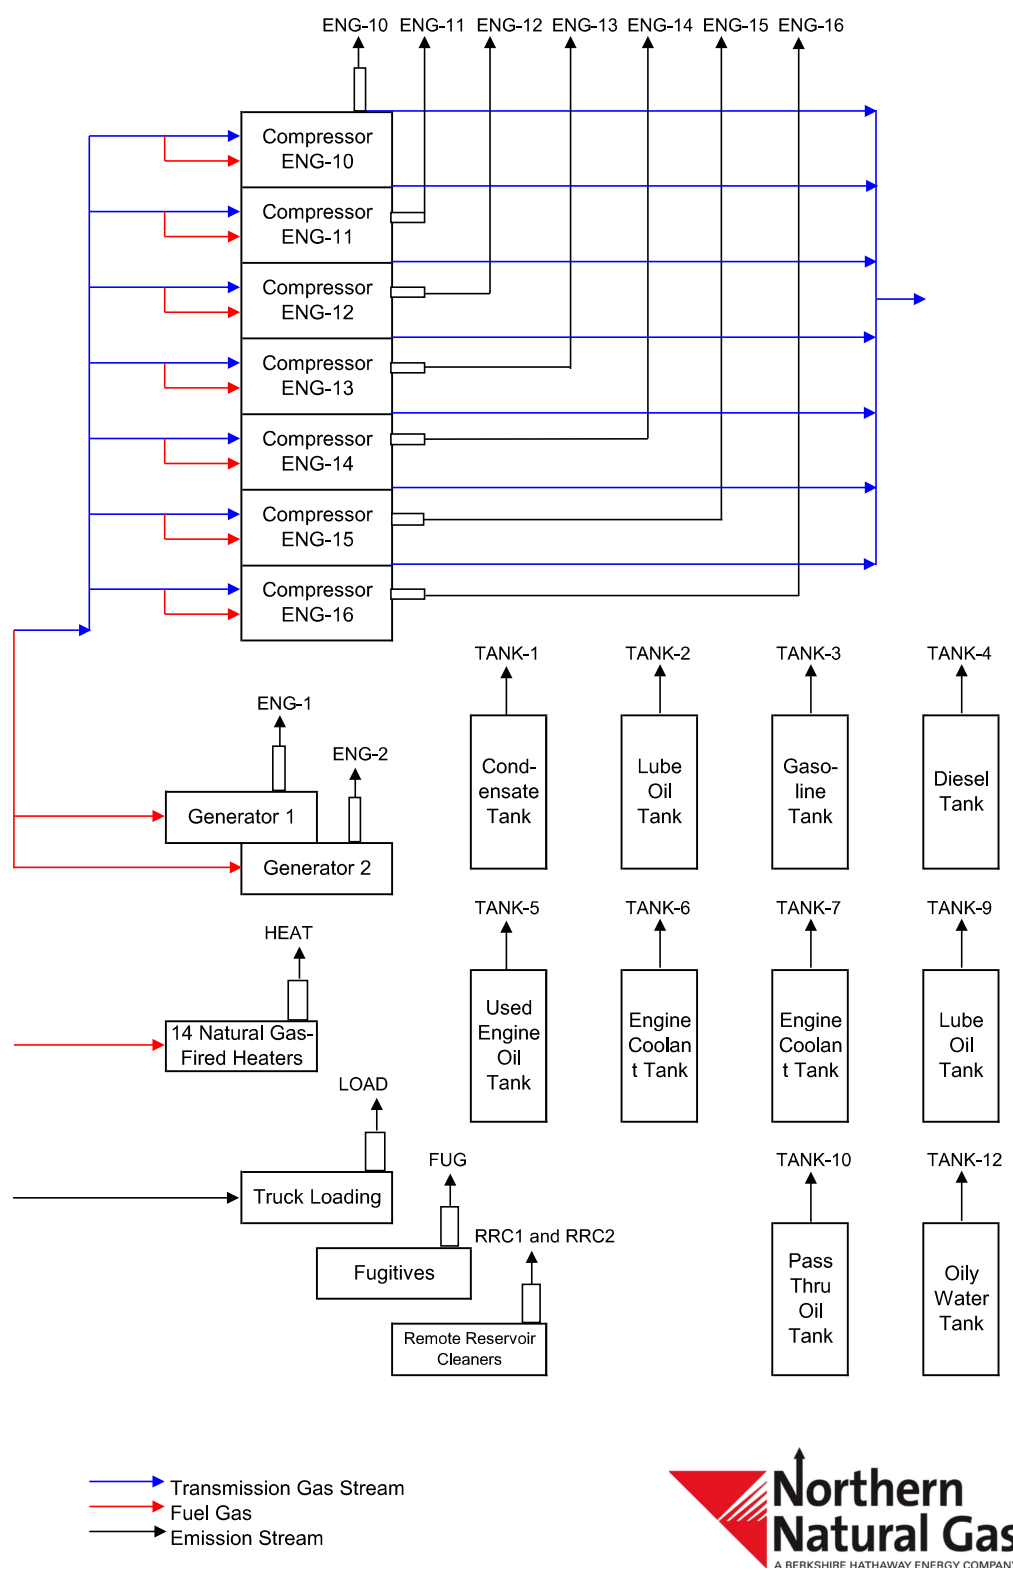 ENG-10 ENG-11 ENG-12 ENG-13 ENG-14 ENG-15 ENG-16
Compressor
ENG-10
Compressor
ENG-11
Compressor
ENG-12
Compressor
ENG-13
Compressor
ENG-14
Compressor
ENG-15
Compressor
ENG-16
TANK-1 TANK-2 TANK-3 TANK-4
Cond-
ensate
Tank
Lube
Oil
Tank
Gaso-
line
Tank
Diesel
Tank
ENG-1
ENG-2
Generator 1
Generator 2
TANK-5 TANK-6 TANK-7 TANK-9
Used
Engine
Oil
Tank
Engine
Coolan
t Tank
Engine
Coolan
t Tank
Lube
Oil
Tank
HEAT
14 Natural Gas-
Fired Heaters
LOAD
Truck Loading
FUG
Fugitives
RRC1 and RRC2
Remote Reservoir
Cleaners
TANK-10 TANK-12
Pass
Thru
Oil
Tank
Oily
Water
Tank
Transmission Gas Stream
Fuel Gas
Emission Stream
Northern
Natural Gas
A BERKSHIRE HATHAWAY ENERGY COMPANY